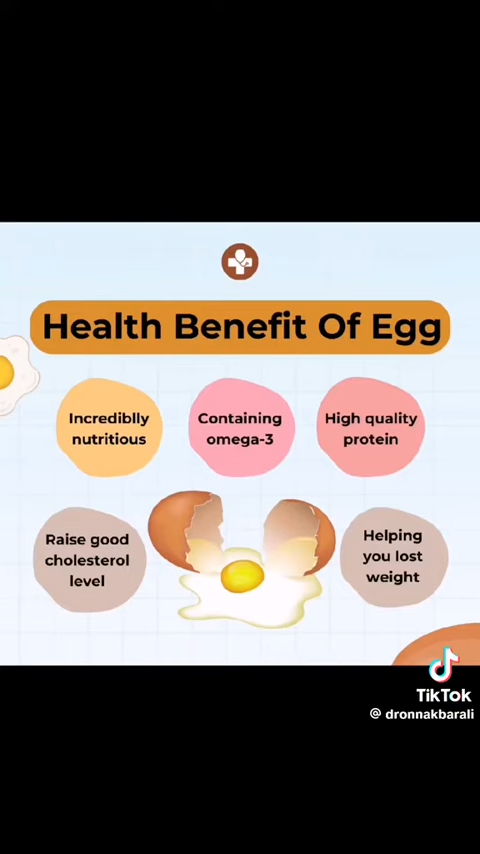 Health Benefit Of Egg
Incrediblly
nutritious
Containing
omega-3
High quality
protein
Raise good
cholesterol
level
Helping
you lost
weight
TikTok
@ dronnakbarali